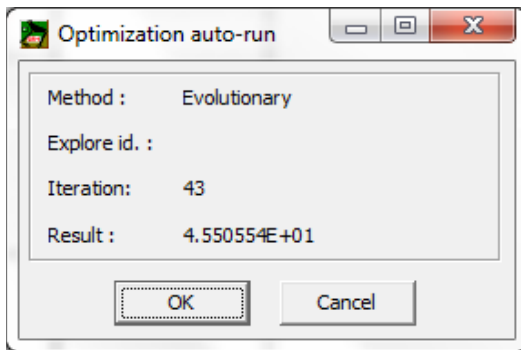 Optimization auto-run
Method : Evolutionary
Explore id. :
Iteration: 43
Result : 4.550554E+01
OK Cancel